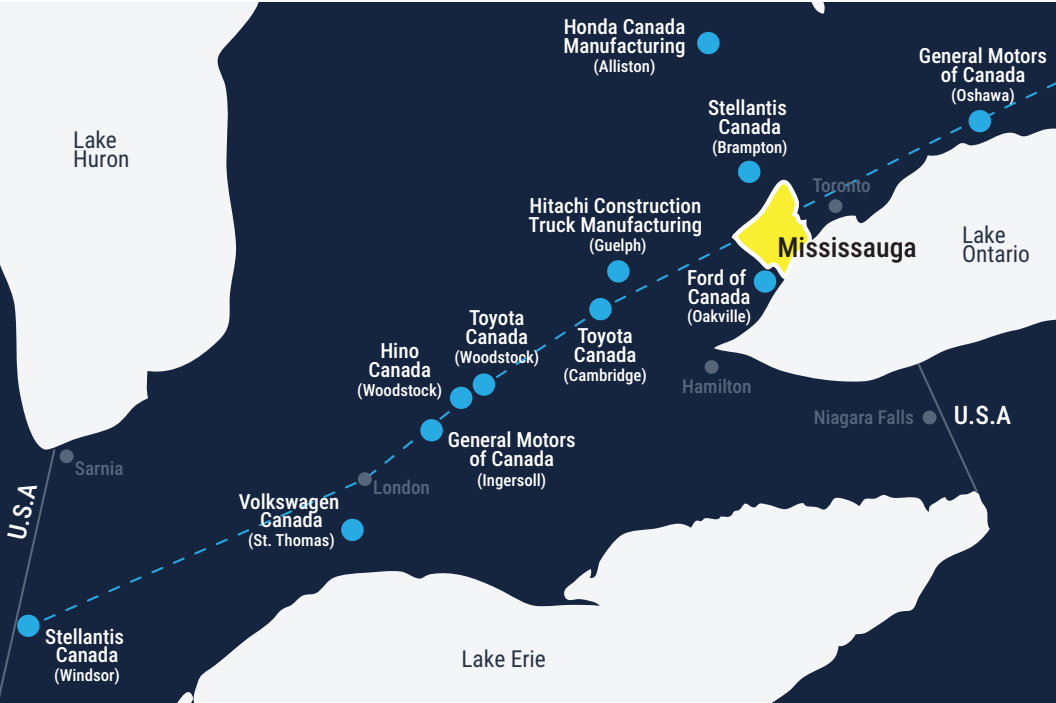 Honda Canada
Manufacturing
(Alliston)
General Motors
of Canada
(Oshawa)
Stellantis
Canada
(Brampton)
Lake
Huron
Toronto
Hitachi Construction
Truck Manufacturing
(Guelph)
Mississauga
Lake
Ontario
Ford of
Canada
(Oakville)
Toyota
Canada
(Woodstock)
Toyota
Canada
(Cambridge)
Hino
Canada
(Woodstock)
Hamilton
Niagara Falls
U.S.A
General Motors
of Canada
(Ingersoll)
Sarnia
London
U.S.A
Volkswagen
Canada
(St. Thomas)
Stellantis
Canada
(Windsor)
Lake Erie